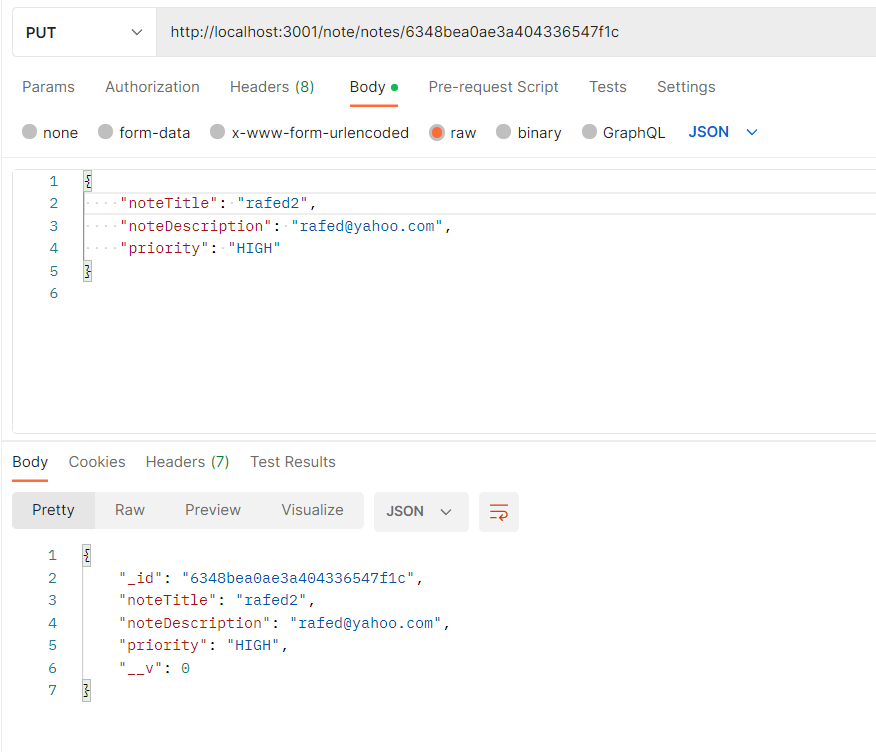 PUT http://localhost:3001/note/notes/6348bea0ae3a404336547f1c
Params Authorization Headers (8) Body Pre-request Script Tests Settings
none form-data x-www-form-urlencoded raw binary GraphQL JSON
1 {
2 "noteTitle": "rafed2",
3 "noteDescription": "rafed@yahoo.com",
4 "priority": "HIGH"
5 }
6
Body Cookies Headers (7) Test Results
Pretty Raw Preview Visualize JSON
1 {
2 "_id": "6348bea0ae3a404336547f1c",
3 "noteTitle": "rafed2",
4 "noteDescription": "rafed@yahoo.com",
5 "priority": "HIGH",
6 "__v": 0
7 }